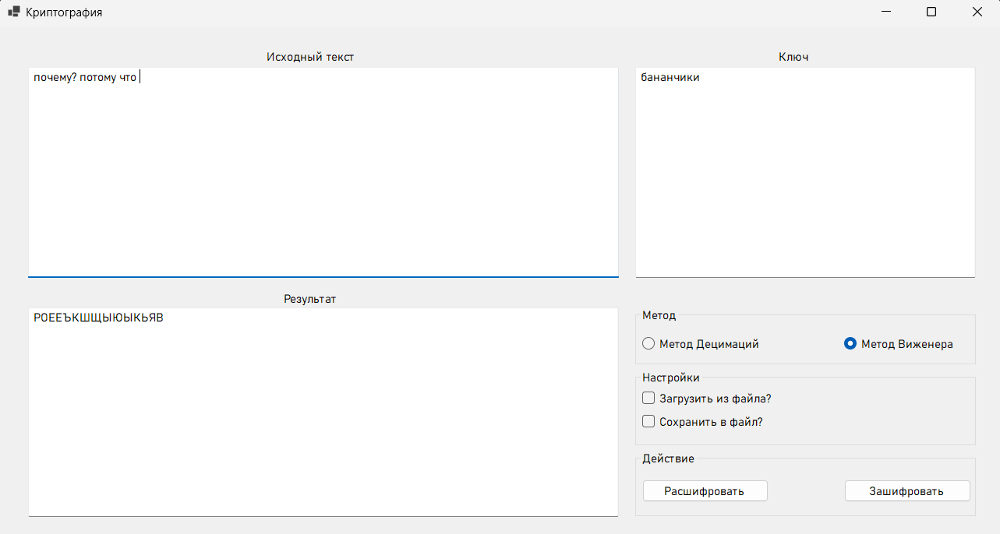 Криптография
Исходный текст
Ключ
почему? потому что
бананчики
Результат
РОЕЕЪКШЩЫЮЫКЬЯВ
Метод
Метод Децимаций
Метод Виженера
Настройки
Загрузить из файла?
Сохранить в файл?
Действие
Расшифровать
Зашифровать